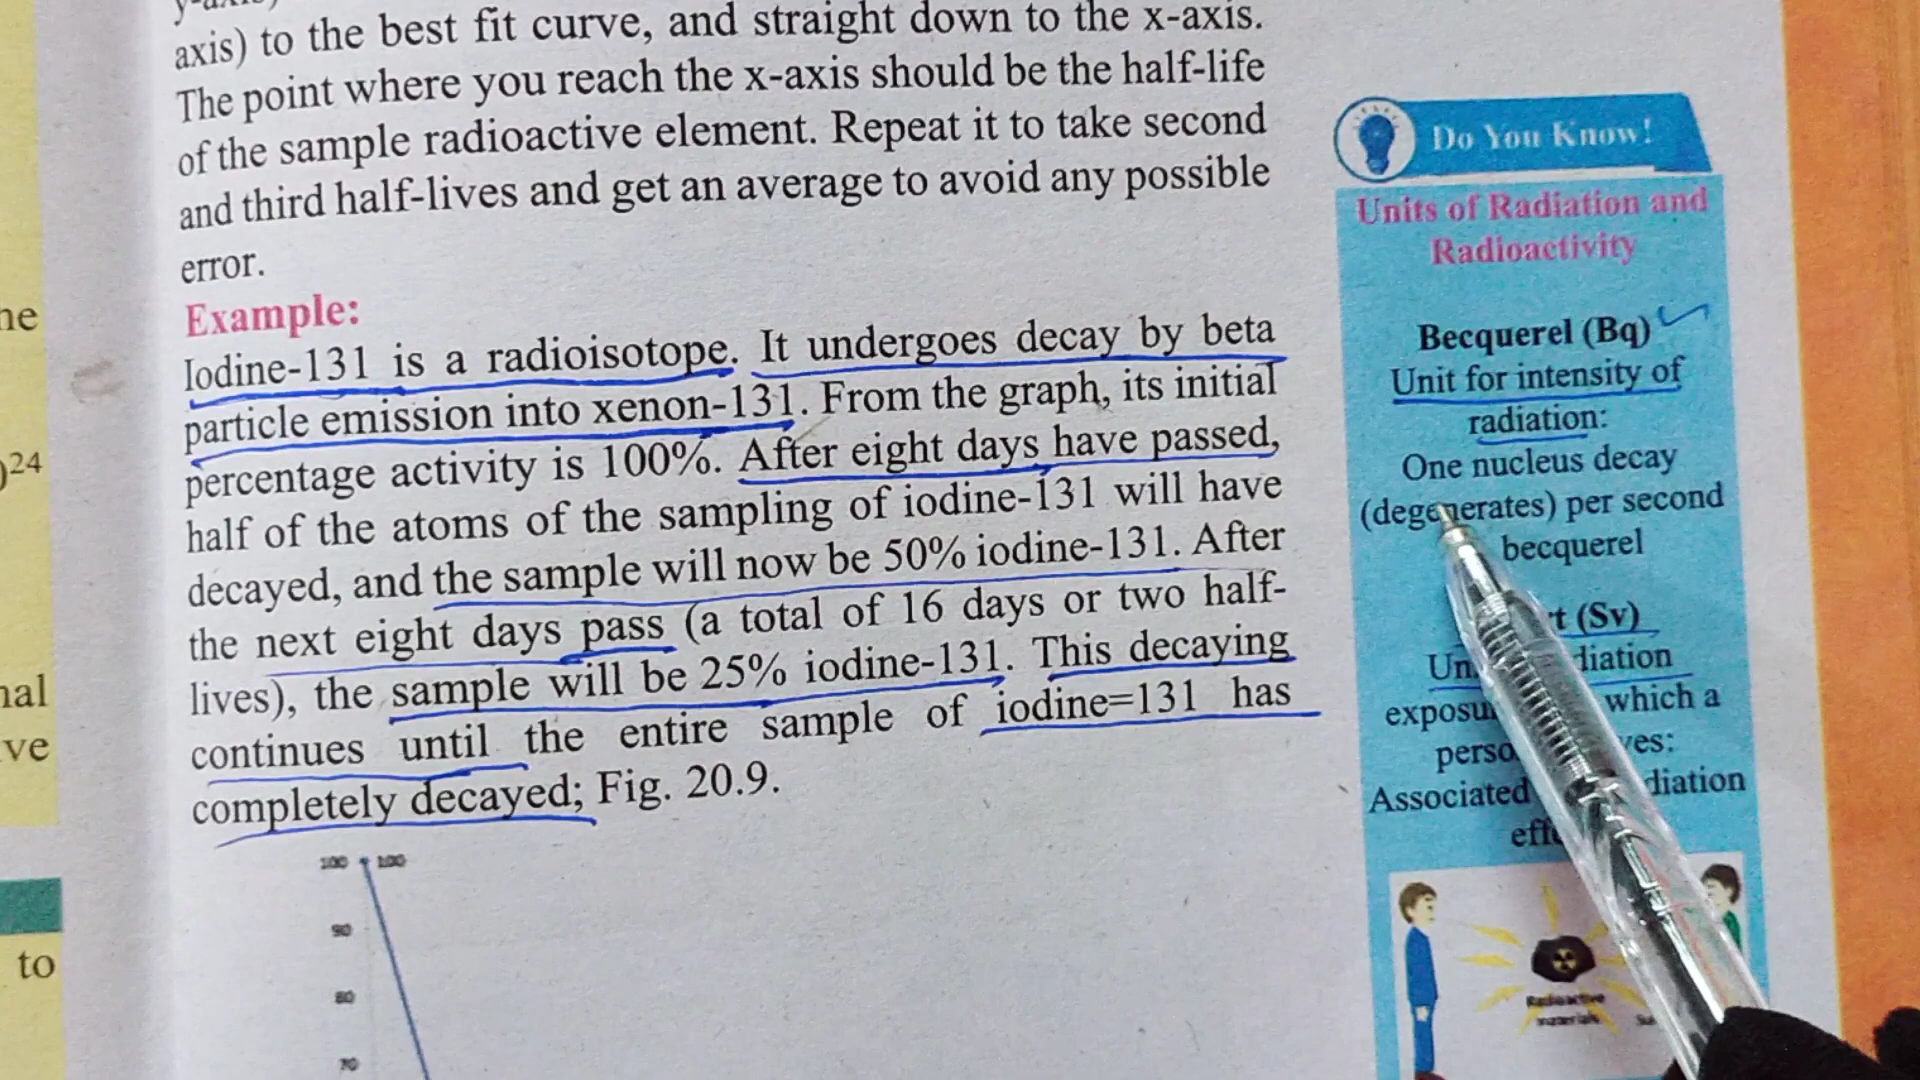 axis) to the best fit curve, and straight down to the x-axis.
The point where you reach the x-axis should be the half-life
of the sample radioactive element. Repeat it to take second
and third half-lives and get an average to avoid any possible
error.
Example:
Iodine-131 is a radioisotope. It undergoes decay by beta
particle emission into xenon-131. From the graph, its initial
percentage activity is 100%. After eight days have passed,
half of the atoms of the sampling of iodine-131 will have
decayed, and the sample will now be 50% iodine-131. After
the next eight days pass (a total of 16 days or two half-
lives), the sample will be 25% iodine-131. This decaying
continues until the entire sample of iodine=131 has
completely decayed; Fig. 20.9.
100 100
90
80
70
Do You Know!
Units of Radiation and
Radioactivity
Becquerel (Bq)
Unit for intensity of
radiation:
One nucleus decay
(degenerates) per second
becquerel
(Sv)
which a
Associated
Radioactive
materials
24
to